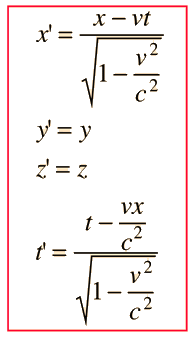 x' = (x − vt) / √(1 − v²/c²)
y' = y
z' = z
t' = (t − vx/c²) / √(1 − v²/c²)